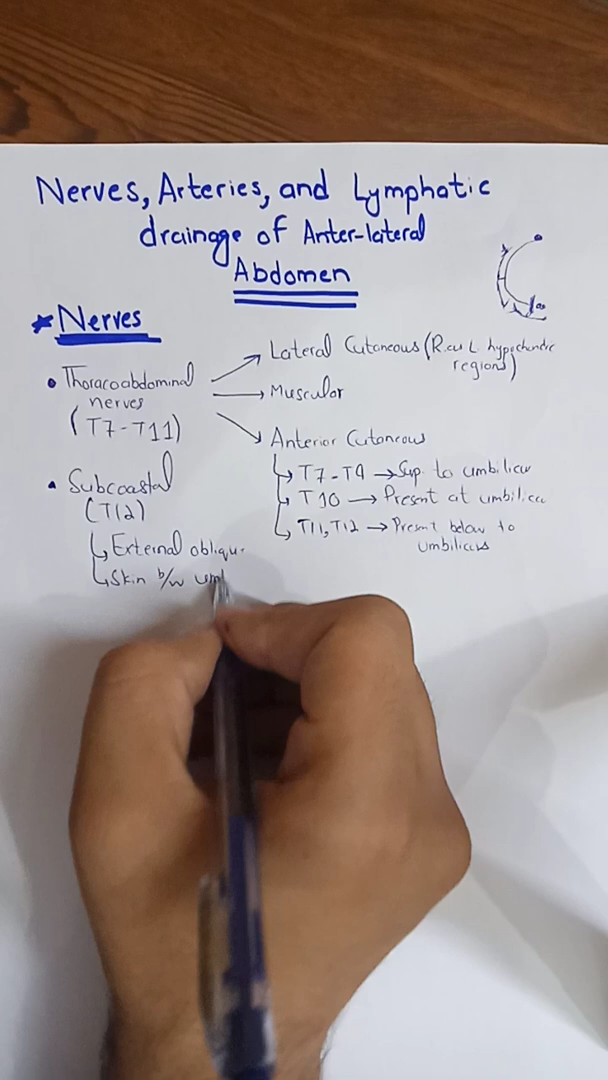 Nerves, Arteries, and Lymphatic
drainage of Anter-lateral
Abdomen
* Nerves
• Thoracoabdominal
nerves
(T7-T11)
Lateral Cutaneous (R. L hypochondric
regions)
Muscular
Anterior Cutaneous
T7-T9 → Sup. to umbilicus
T10 → Present at
T11, T12 → Present below to
umbilicus
• Subcoastal
(T12)
External oblique
Skin b/w um